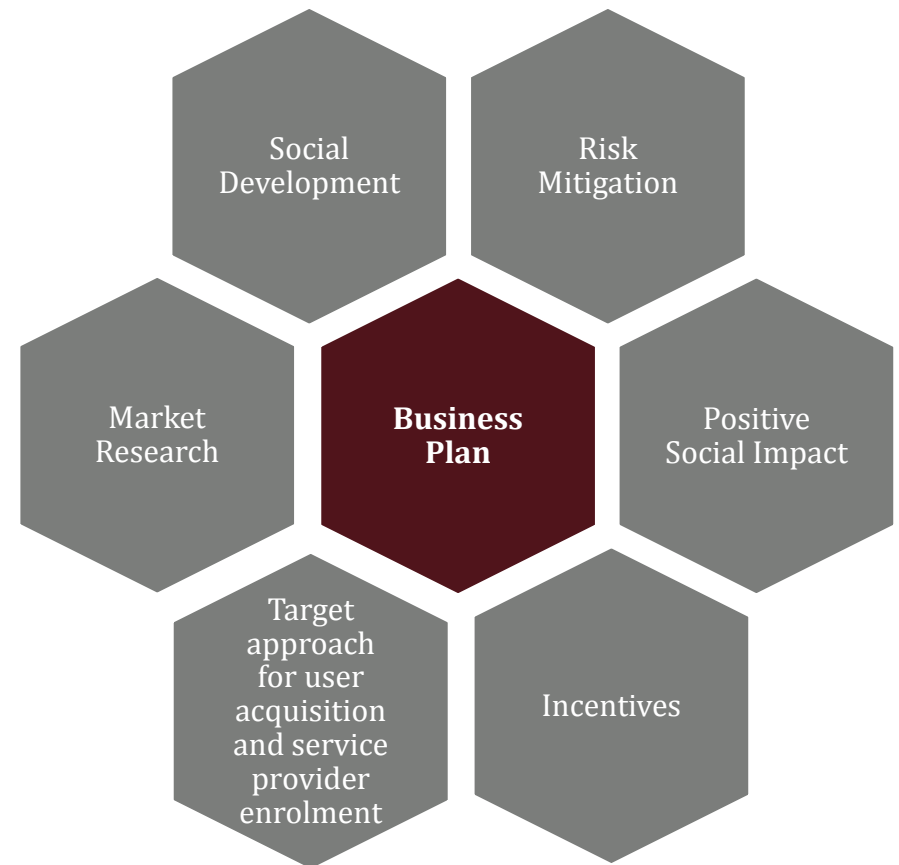 Social
Development
Risk
Mitigation
Market
Research
Business
Plan
Positive
Social Impact
Target
approach
for user
acquisition
and service
provider
enrolment
Incentives